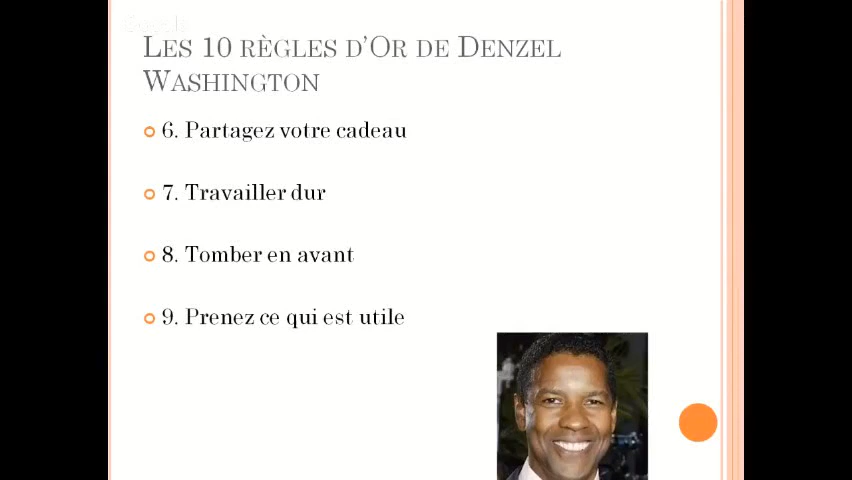 LES 10 RÈGLES D'OR DE DENZEL
WASHINGTON
6. Partagez votre cadeau
7. Travailler dur
8. Tomber en avant
9. Prenez ce qui est utile